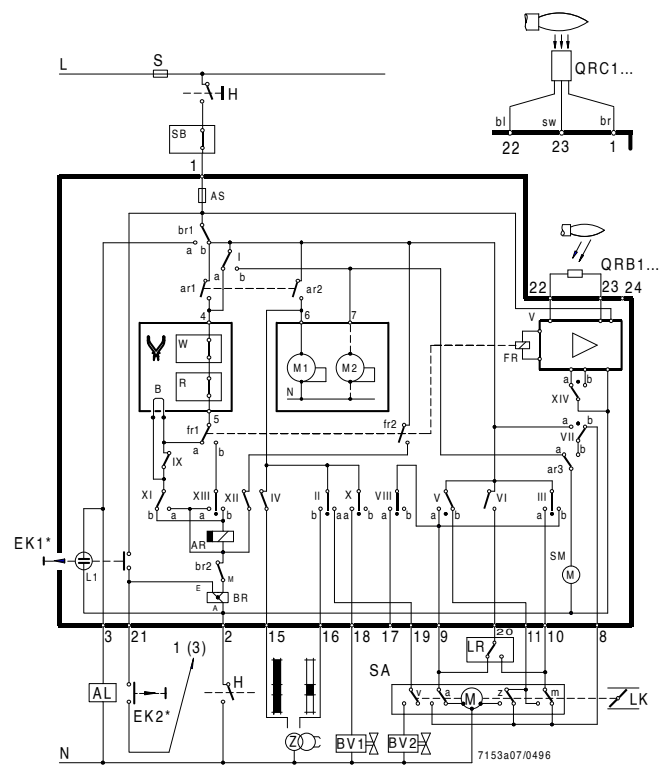 L S
H
QRC1...
bl sw br
22 23 1
SB
1
AS
br1
a b
I
a b
ar1 ar2
QRB1...
22 23 24
V
FR
4 6 7
W
R
M1 M2
N
B
5
fr1
a b
fr2
XIV
a b
VII
a b
a b
ar3
IX
XI XIII XII IV II X VIII V VI III
b a a b b a a b b a a b a b
AR
EK1*
L1
br2
M
E
BR
A
SM
M
3 21 2 15 16 18 17 19 9 20 11 10 8
1 (3)
LR
AL
EK2*
H
SA
v a M z m
LK
Z
BV1 BV2
N
7153a07/0496